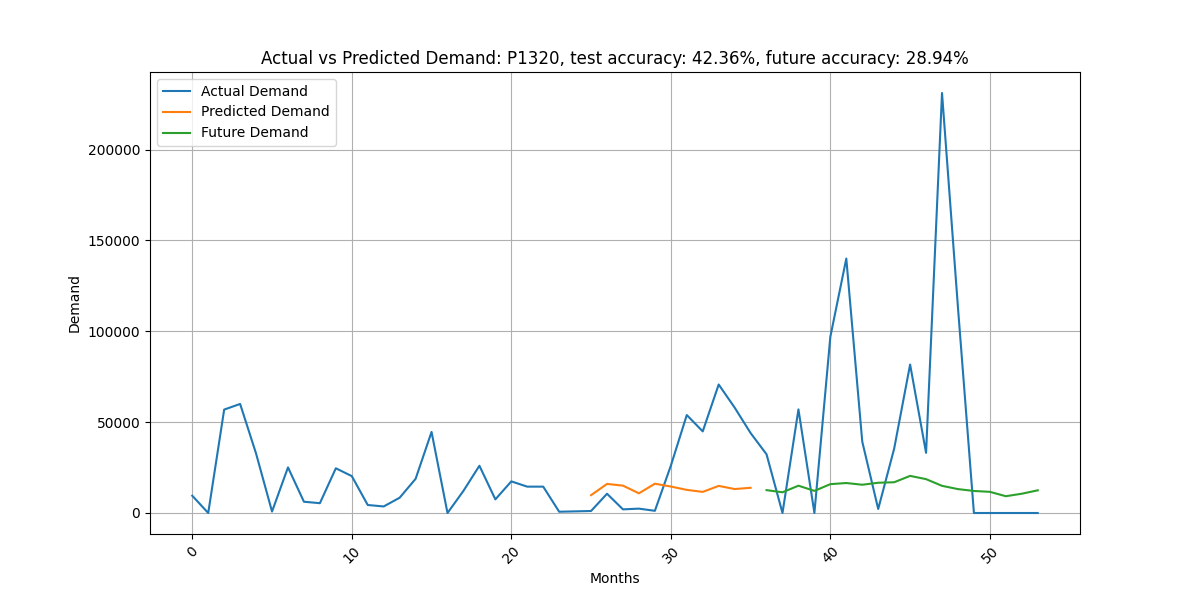 Actual vs Predicted Demand: P1320, test accuracy: 42.36%, future accuracy: 28.94%
Actual Demand
Predicted Demand
Future Demand
200000
150000
100000
50000
0
Demand
0
10
20
30
40
50
Months